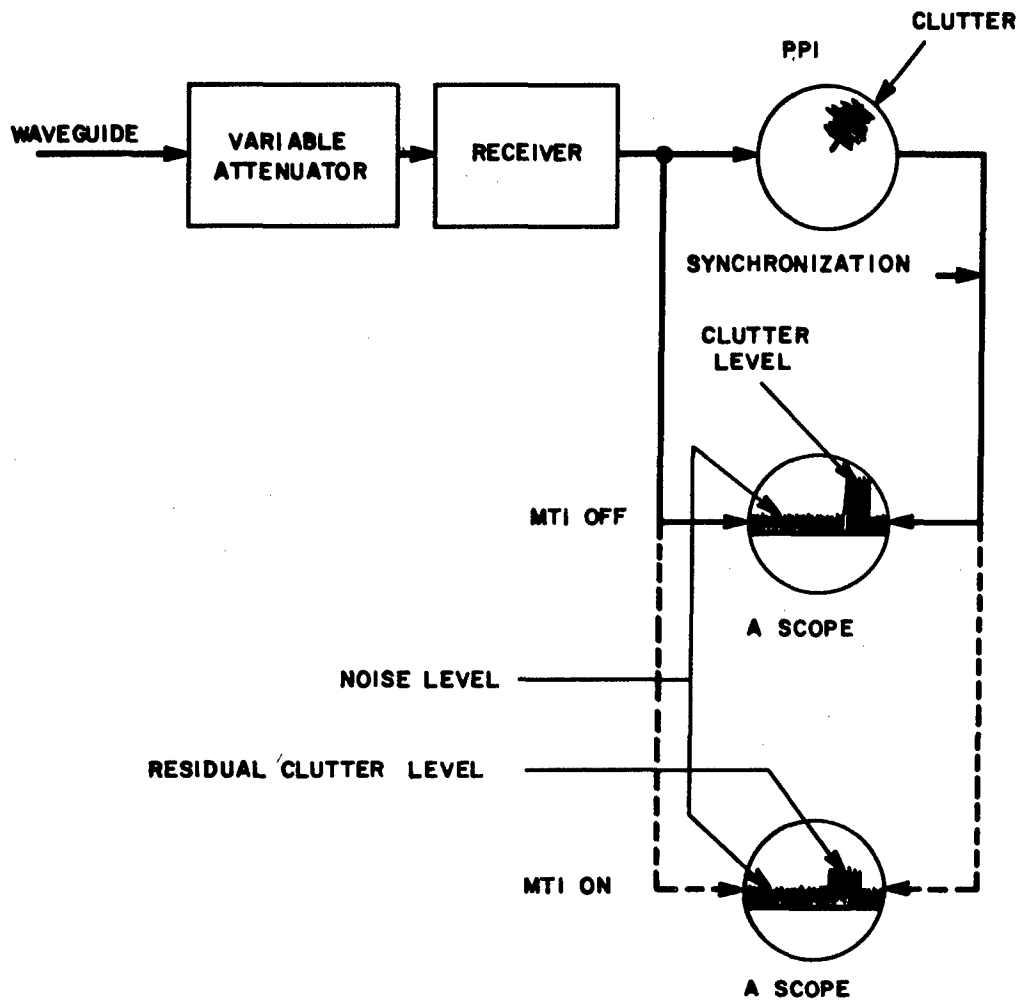 CLUTTER
PPI
WAVEGUIDE
VARIABLE
ATTENUATOR
RECEIVER
SYNCHRONIZATION
CLUTTER
LEVEL
MTI OFF
A SCOPE
NOISE LEVEL
RESIDUAL CLUTTER LEVEL
MTI ON
A SCOPE